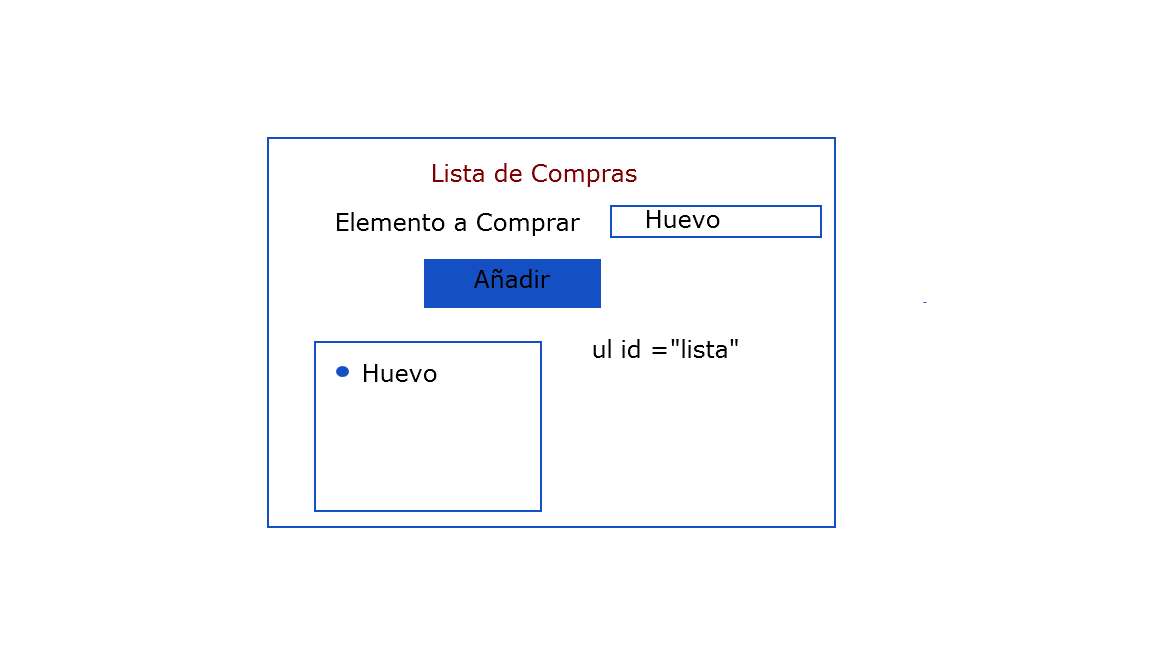 Lista de Compras
Elemento a Comprar
Huevo
Añadir
ul id ="lista"
Huevo